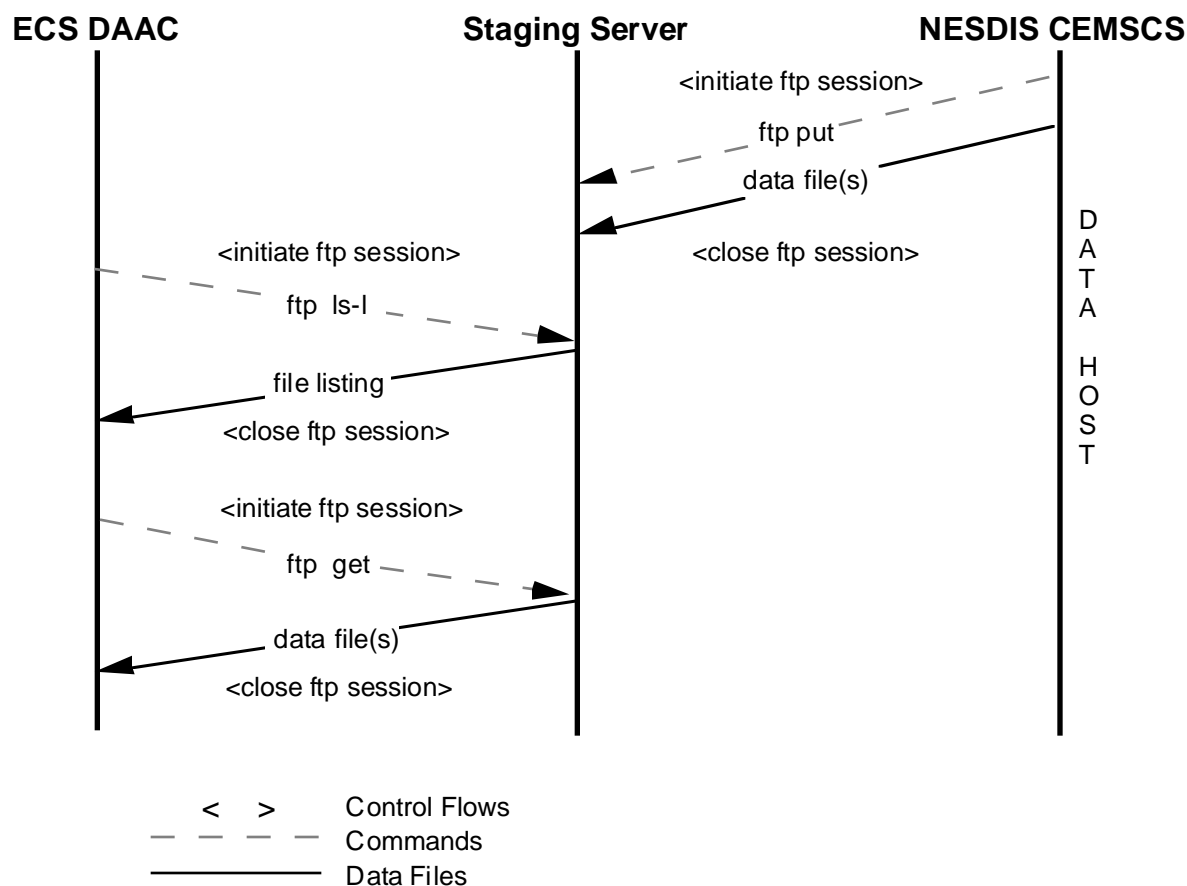 ECS DAAC Staging Server NESDIS CEMSCS
<initiate ftp session>
ftp put
data file(s)
<close ftp session>
DATA HOST
<initiate ftp session>
ftp ls-l
file listing
<close ftp session>
<initiate ftp session>
ftp get
data file(s)
<close ftp session>
< > Control Flows
Commands
Data Files